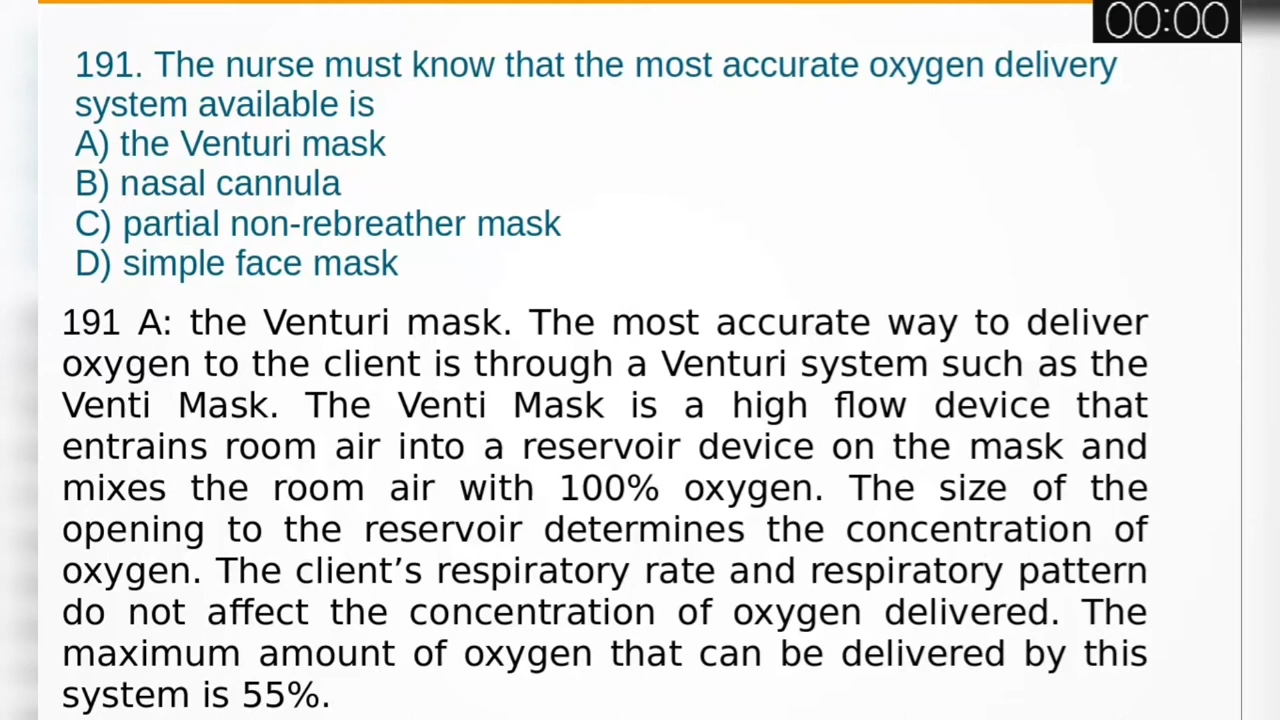 00:00
191. The nurse must know that the most accurate oxygen delivery
system available is
A) the Venturi mask
B) nasal cannula
C) partial non-rebreather mask
D) simple face mask
191 A: the Venturi mask. The most accurate way to deliver
oxygen to the client is through a Venturi system such as the
Venti Mask. The Venti Mask is a high flow device that
entrains room air into a reservoir device on the mask and
mixes the room air with 100% oxygen. The size of the
opening to the reservoir determines the concentration of
oxygen. The client’s respiratory rate and respiratory pattern
do not affect the concentration of oxygen delivered. The
maximum amount of oxygen that can be delivered by this
system is 55%.